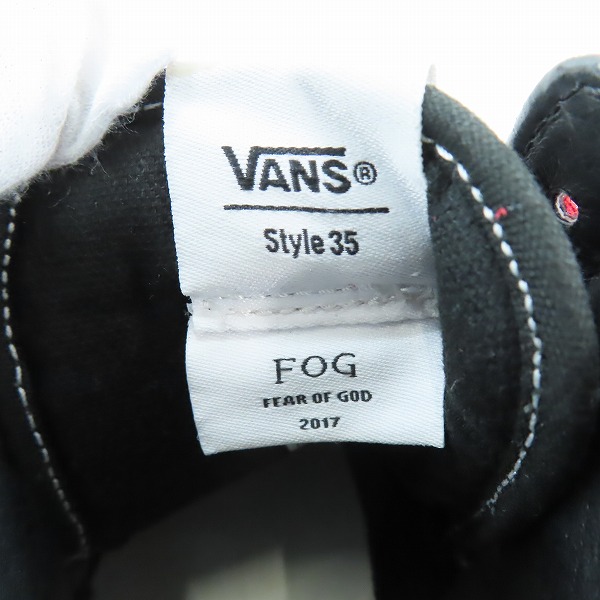 VANS®
Style 35
FOG
FEAR OF GOD
2017